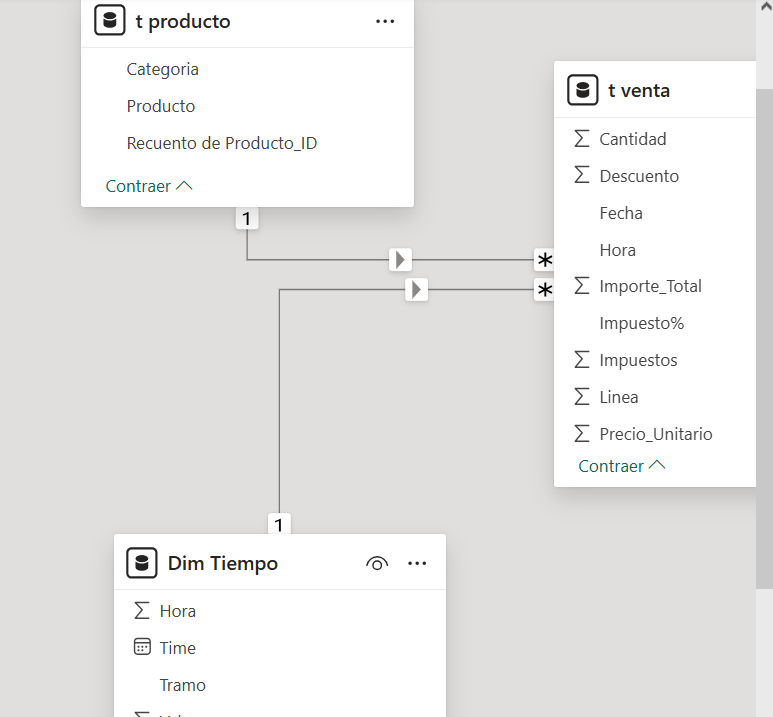 t producto
Categoria
Producto
Recuento de Producto_ID
Contraer
1
*
*
1
t venta
Cantidad
Descuento
Fecha
Hora
Importe_Total
Impuesto%
Impuestos
Linea
Precio_Unitario
Contraer
Dim Tiempo
Hora
Time
Tramo